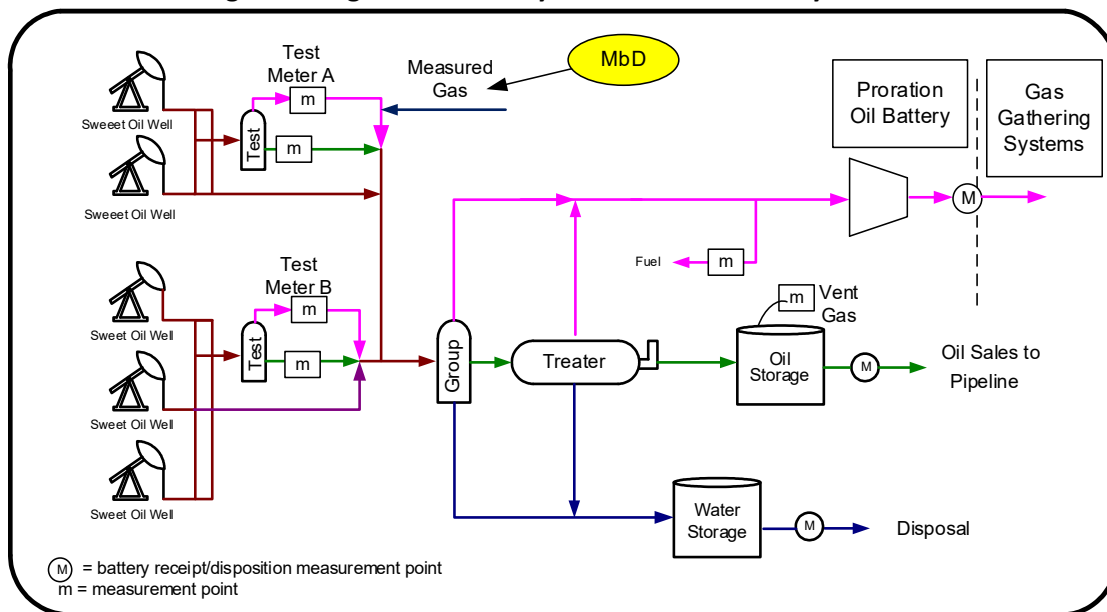 Test
Meter A
m
m
Test
Sweeet Oil Well
Sweeet Oil Well
Measured
Gas
MbD
Proration
Oil Battery
Gas
Gathering
Systems
M
Fuel
m
Test
Meter B
m
m
Test
Sweet Oil Well
Sweet Oil Well
Sweet Oil Well
Group
Treater
m
Vent
Gas
Oil
Storage
M
Oil Sales to
Pipeline
Water
Storage
M
Disposal
M = battery receipt/disposition measurement point
m = measurement point